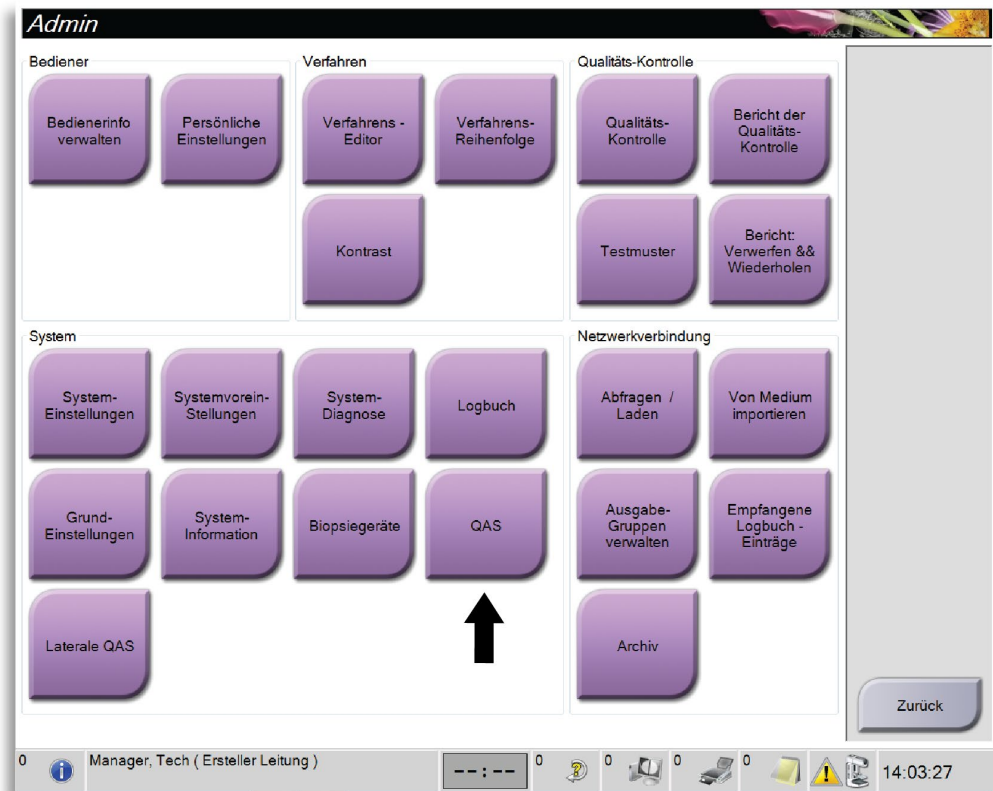 Admin
Bediener
Bedienerinfo
verwalten
Persönliche
Einstellungen
Verfahren
Verfahrens -
Editor
Verfahrens-
Reihenfolge
Kontrast
Qualitäts-Kontrolle
Qualitäts-
Kontrolle
Bericht der
Qualitäts-
Kontrolle
Testmuster
Bericht:
Verwerfen &&
Wiederholen
System
System-
Einstellungen
Systemvorein-
Stellungen
System-
Diagnose
Logbuch
Grund-
Einstellungen
System-
Information
Biopsiegeräte
QAS
Laterale QAS
Netzwerkverbindung
Abfragen /
Laden
Von Medium
importieren
Ausgabe-
Gruppen
verwalten
Empfangene
Logbuch -
Einträge
Archiv
Zurück
0
Manager, Tech ( Ersteller Leitung )
--:--
0
0
0
0
14:03:27